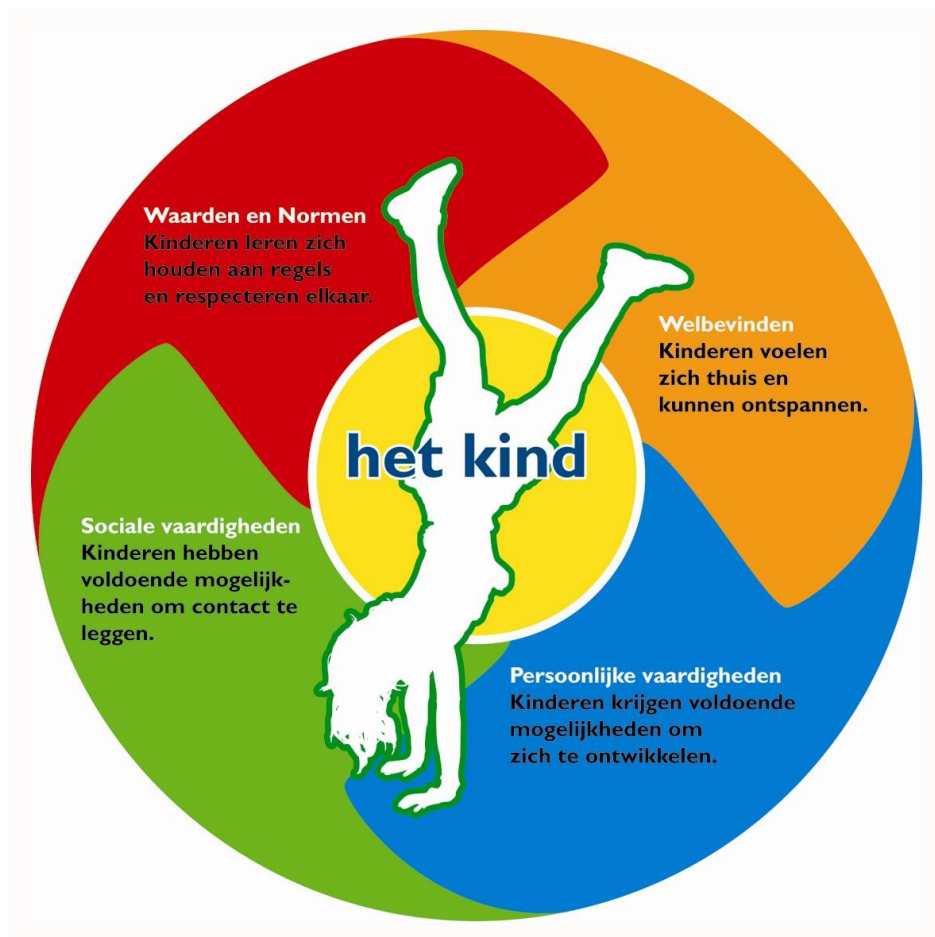 Waarden en Normen
Kinderen leren zich
houden aan regels
en respecteren elkaar.
Welbevinden
Kinderen voelen
zich thuis en
kunnen ontspannen.
het kind
Sociale vaardigheden
Kinderen hebben
voldoende mogelijk-
heden om contact te
leggen.
Persoonlijke vaardigheden
Kinderen krijgen voldoende
mogelijkheden om
zich te ontwikkelen.